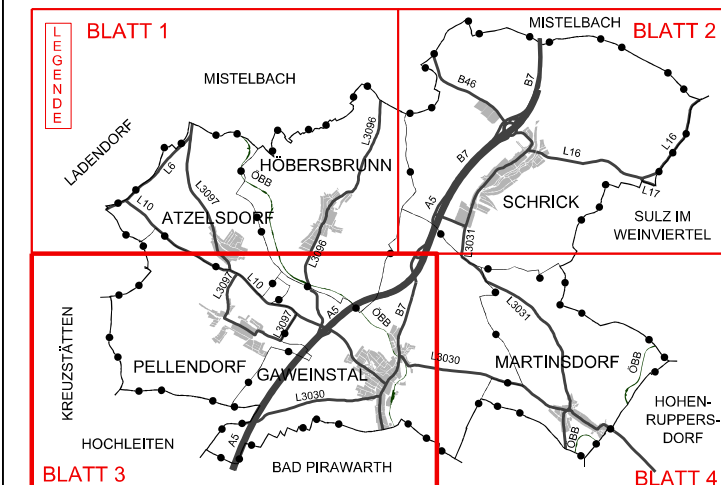 BLATT 1
BLATT 2
LEGENDE
MISTELBACH
MISTELBACH
B46
B7
LADENDORF
L3096
HÖBERSBRUNN
L6
ÖBB
B7
L16
L16
L10
L3097
ATZELSDORF
L17
A5
SCHRICK
SULZ IM
WEINVIERTEL
L3096
L3031
L10
L3097
B7
A5
L3031
L3097
ÖBB
KREUZSTÄTTEN
PELLENDORF
GAWEINSTAL
L3030
MARTINSDORF
ÖBB
L3030
HOHEN-
RUPPERS-
DORF
HOCHLEITEN
A5
ÖBB
BAD PIRAWARTH
BLATT 3
BLATT 4